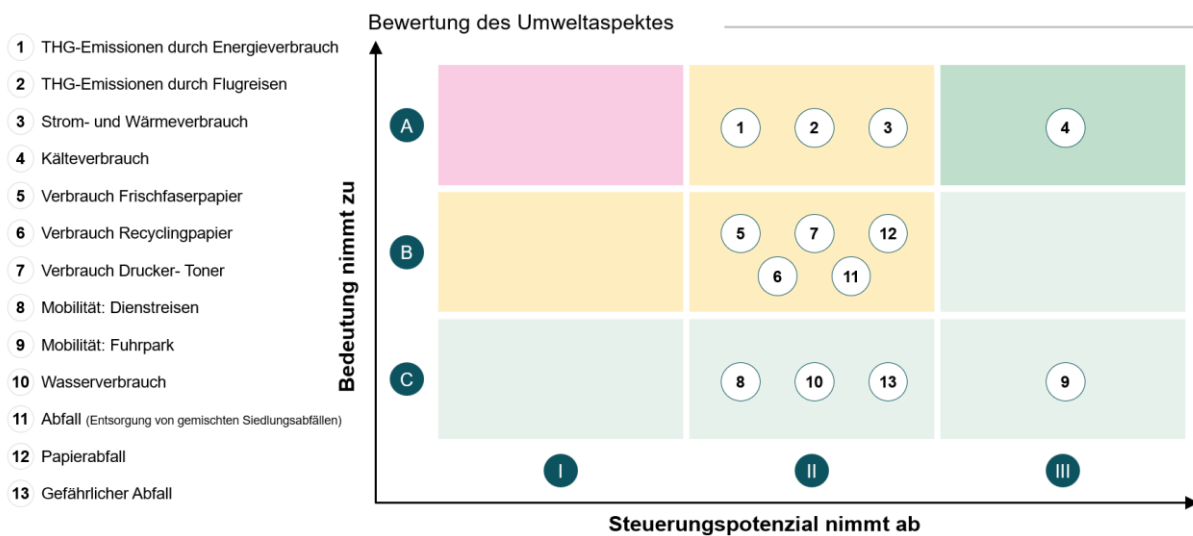 Bewertung des Umweltaspektes
1 THG-Emissionen durch Energieverbrauch
2 THG-Emissionen durch Flugreisen
3 Strom- und Wärmeverbrauch
4 Kälteverbrauch
5 Verbrauch Frischfaserpapier
6 Verbrauch Recyclingpapier
7 Verbrauch Drucker- Toner
8 Mobilität: Dienstreisen
9 Mobilität: Fuhrpark
10 Wasserverbrauch
11 Abfall (Entsorgung von gemischten Siedlungsabfällen)
12 Papierabfall
13 Gefährlicher Abfall
Bedeutung nimmt zu
A
1 2 3
4
B
5 7 12
6 11
C
8 10 13
9
I II III
Steuerungspotenzial nimmt ab